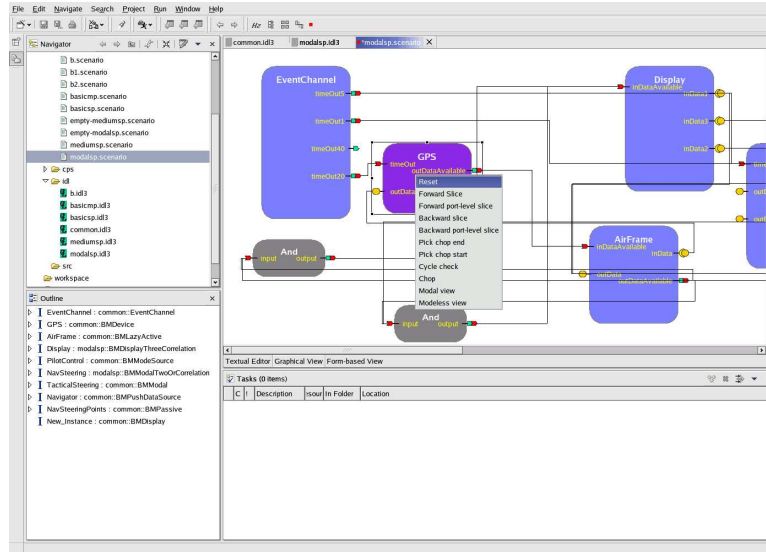 File Edit Navigate Search Project Run Window Help
Hz
Navigator
b.scenario
b1.scenario
b2.scenario
basicmp.scenario
basicsp.scenario
empty-mediumsp.scenario
empty-modalsp.scenario
mediumsp.scenario
modalsp.scenario
cps
idl
b.idl3
basicmp.idl3
basicsp.idl3
common.idl3
mediumsp.idl3
modalsp.idl3
src
workspace
Outline
EventChannel : common::EventChannel
GPS : common::BMDevice
AirFrame : common::BMLazyActive
Display : modalsp::BMDisplayThreeCorrelation
PilotControl : common::BMModeSource
NavSteering : modalsp::BMModalTwoOrCorrelation
TacticalSteering : common::BMModal
Navigator : common::BMPushDataSource
NavSteeringPoints : common::BMPassive
New_Instance : common::BMDisplay
common.idl3 modalsp.idl3 *modalsp.scenario
EventChannel
timeOut5
timeOut1
timeOut40
timeOut20
GPS
timeOut
outDataAvailable
outData
Display
inDataAvailable
inData1
inData3
inData2
AirFrame
inDataAvailable
inData
outData
outDataAvailable
And
input output
And
input output
Reset
Forward Slice
Forward port-level slice
Backward slice
Backward port-level slice
Pick chop end
Pick chop start
Cycle check
Chop
Modal view
Modeless view
Textual Editor Graphical View Form-based View
Tasks (0 items)
C ! Description In Folder Location